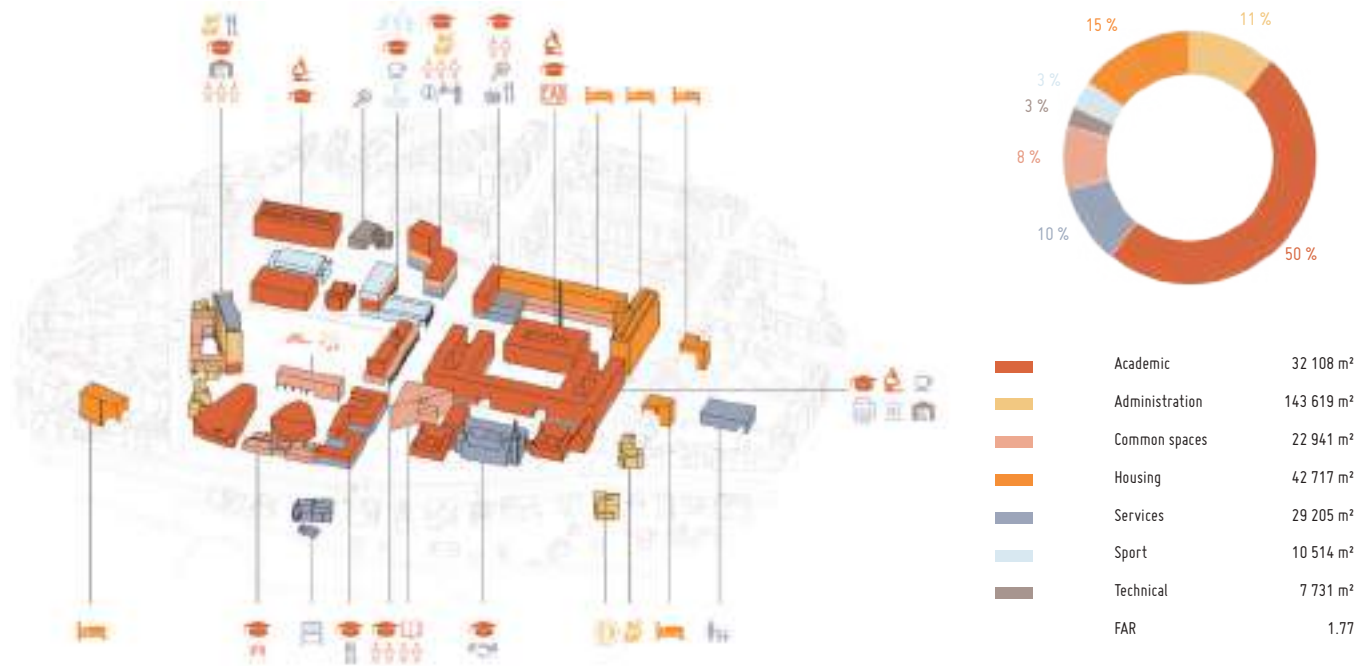 11 %
15 %
3 %
3 %
8 %
10 %
50 %
FAB
Academic 32 108 m²
Administration 143 619 m²
Common spaces 22 941 m²
Housing 42 717 m²
Services 29 205 m²
Sport 10 514 m²
Technical 7 731 m²
FAR 1.77